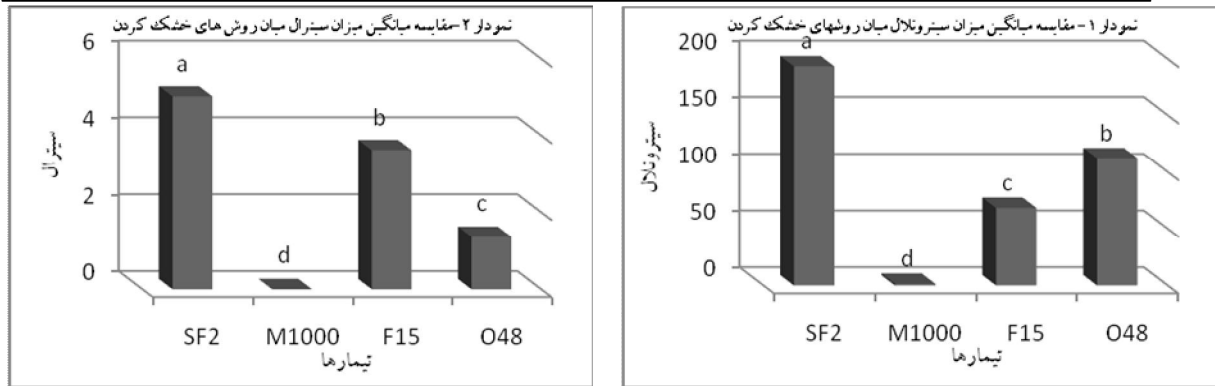 نمودار ۱- مقایسه میانگین میزان سیترونلال میان روشهای خشک کردن
200
150
100
50
0
سیترونلال
a
d
c
b
SF2 M1000 F15 O48
تیمارها
نمودار ۲-مقایسه میانگین میزان سیترال میان روش های خشک کردن
6
4
2
0
سیترال
a
d
b
c
SF2 M1000 F15 O48
تیمارها